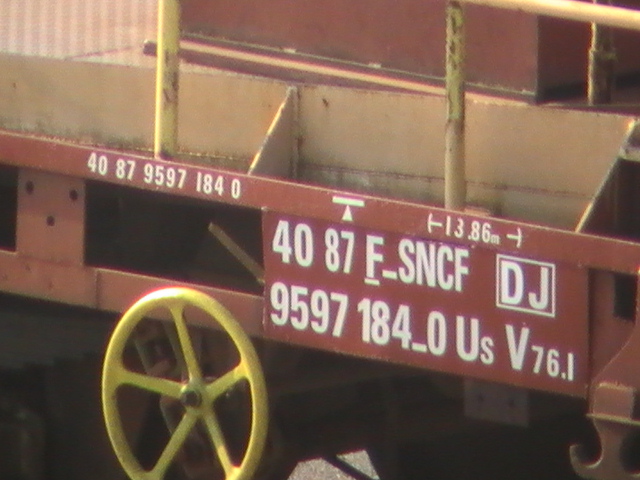 40 87 9597 184 0
|-13.86m-|
40 87 F-SNCF DJ
9597 184-0 Us V76.1